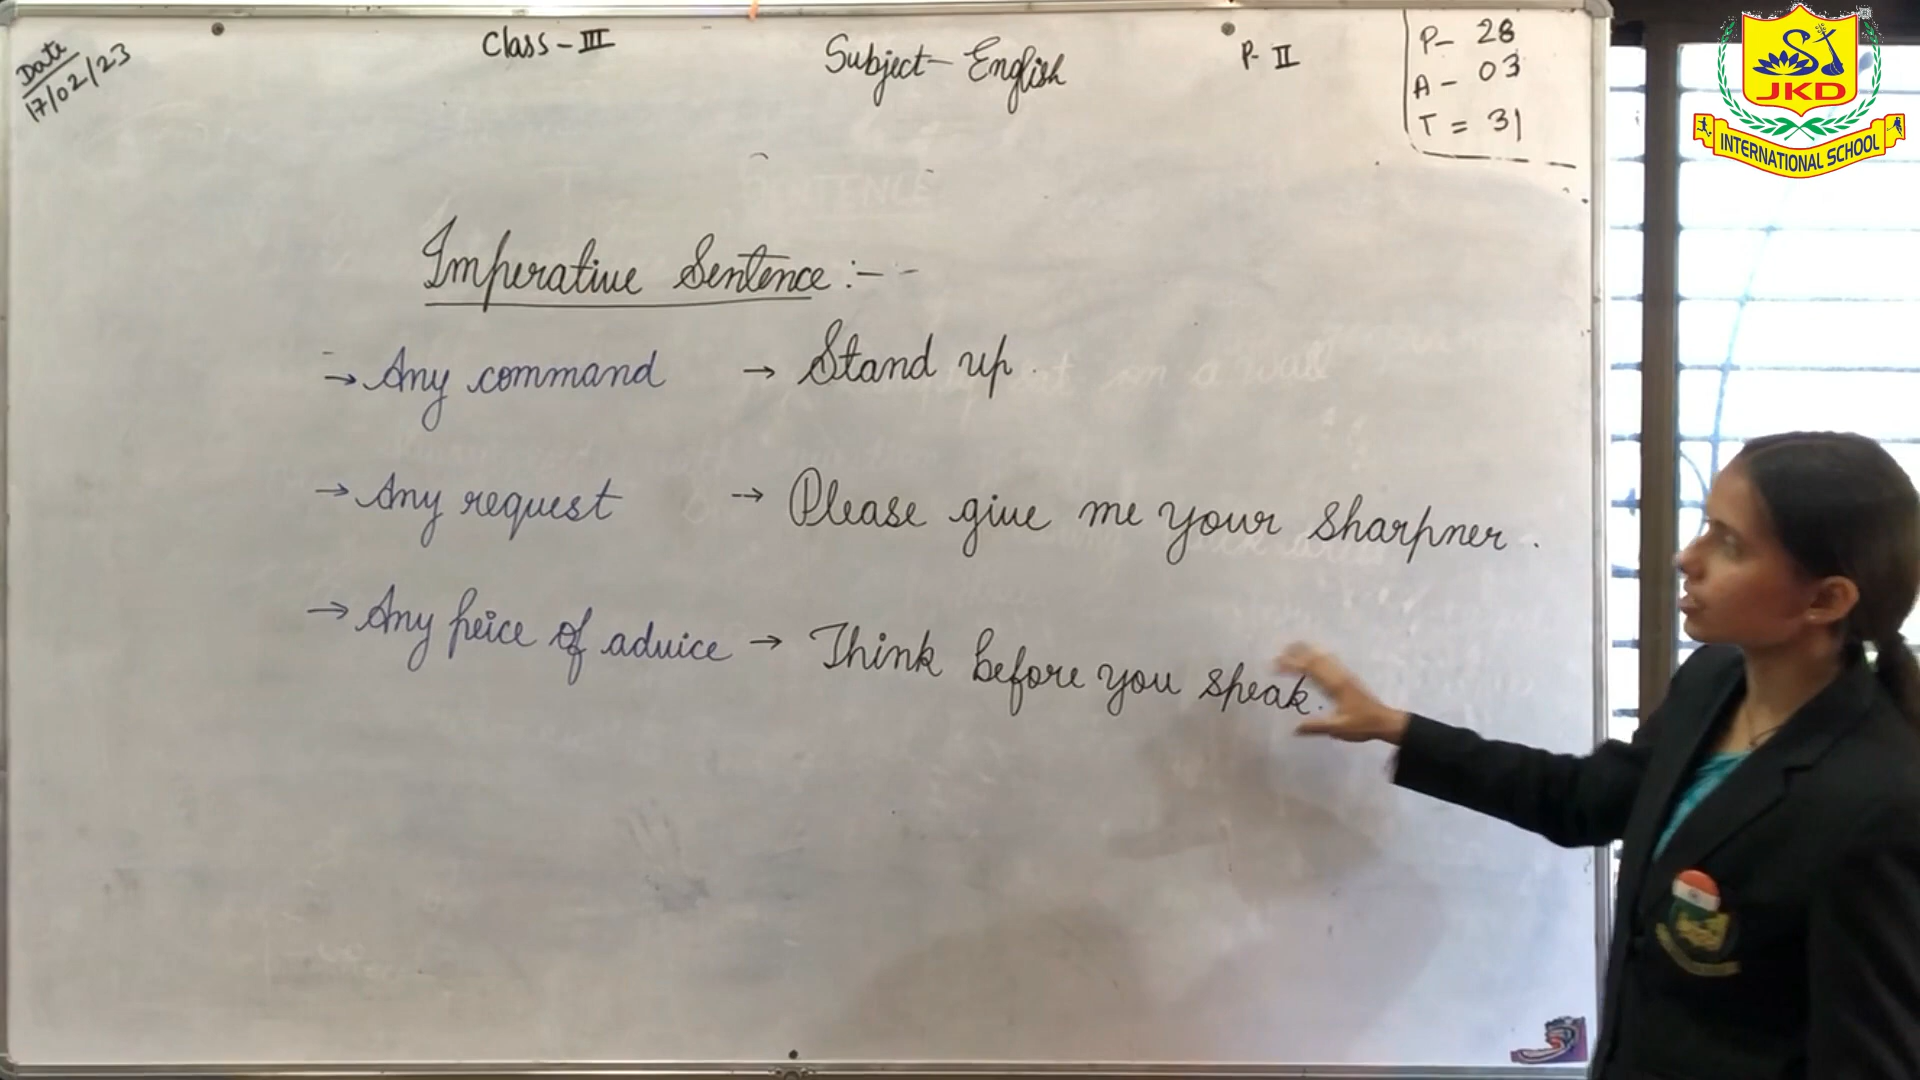 Date
17/02/23
Class-III
Subject- English
P- II
P- 28
A- 03
T = 31
JKD
INTERNATIONAL SCHOOL
Imperative Sentence:-
→ Any command → Stand up.
→ Any request → Please give me your sharpner.
→ Any peice of advice → Think before you speak.